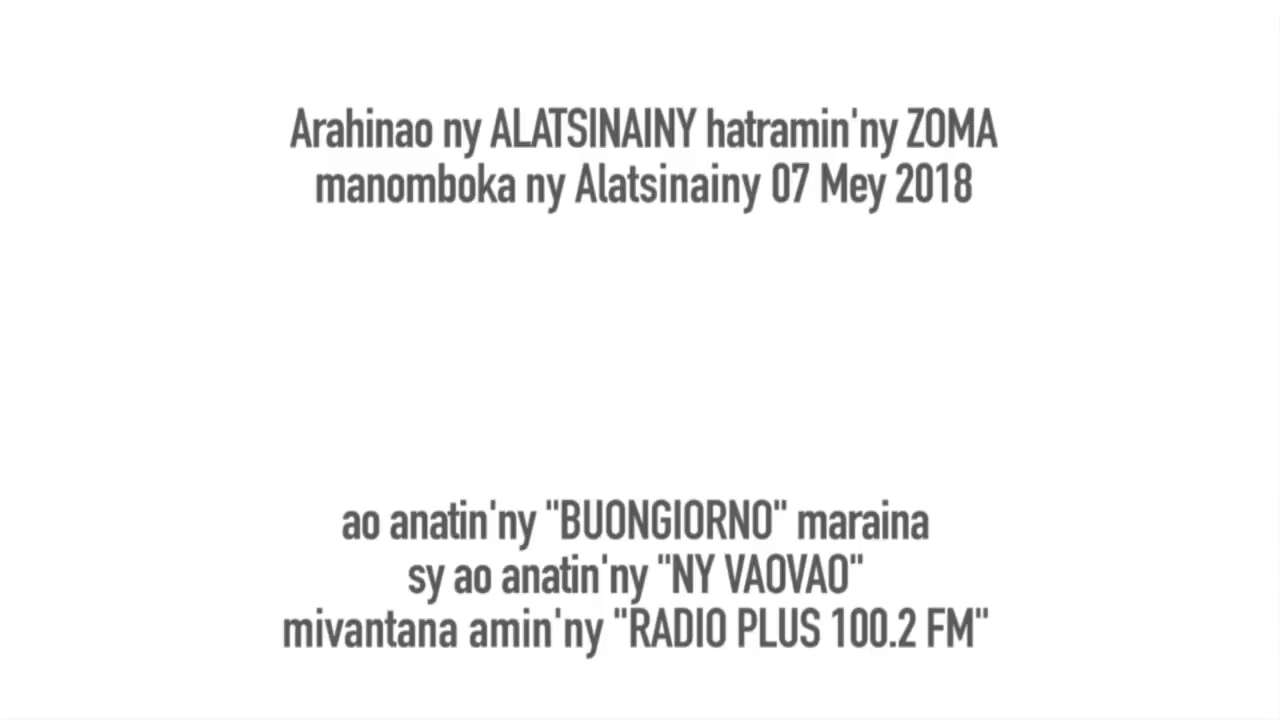 Arahinao ny ALATSINAINY hatramin'ny ZOMA
manomboka ny Alatsinainy 07 Mey 2018
ao anatin'ny "BUONGIORNO" maraina
sy ao anatin'ny "NY VAOVAO"
mivantana amin'ny "RADIO PLUS 100.2 FM"